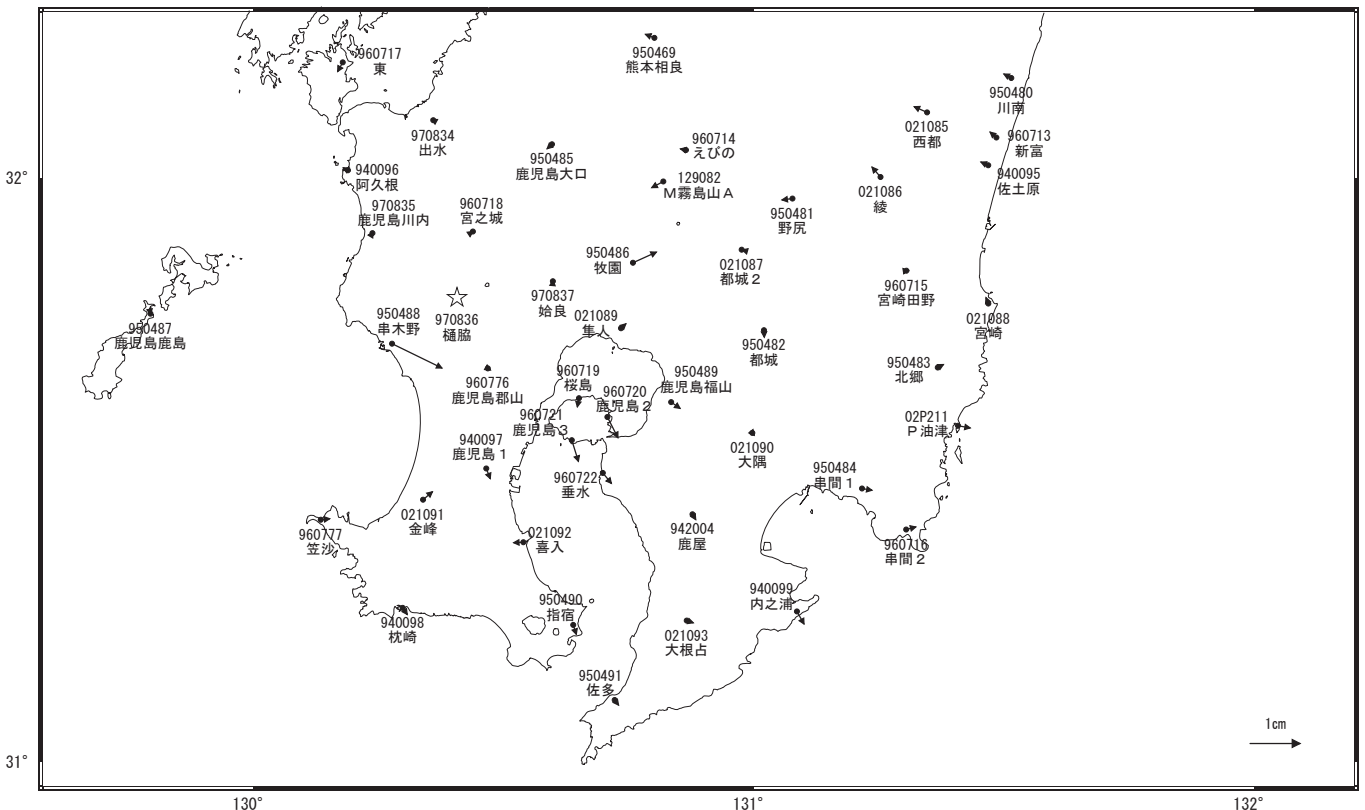 960717
東
950469
熊本相良
950480
川南
970834
出水
021085
西都
960713
新富
960714
えびの
950485
鹿児島大口
32°
940096
阿久根
129082
M霧島山A
940095
佐土原
021086
綾
970835
鹿児島川内
960718
宮之城
950481
野尻
950486
牧園
021087
都城2
960715
宮崎田野
970837
姶良
950487
鹿児島鹿島
950488
串木野
970836
樋脇
021089
隼人
021088
宮崎
950482
都城
950483
北郷
960776
鹿児島郡山
960719
桜島
950489
鹿児島福山
960720
鹿児島2
960721
鹿児島3
02P211
P油津
940097
鹿児島1
021090
大隅
950484
串間1
960722
垂水
021091
金峰
960777
笠沙
021092
喜入
942004
鹿屋
960716
串間2
940099
内之浦
950490
指宿
940098
枕崎
021093
大根占
950491
佐多
1cm
31°
130°
131°
132°